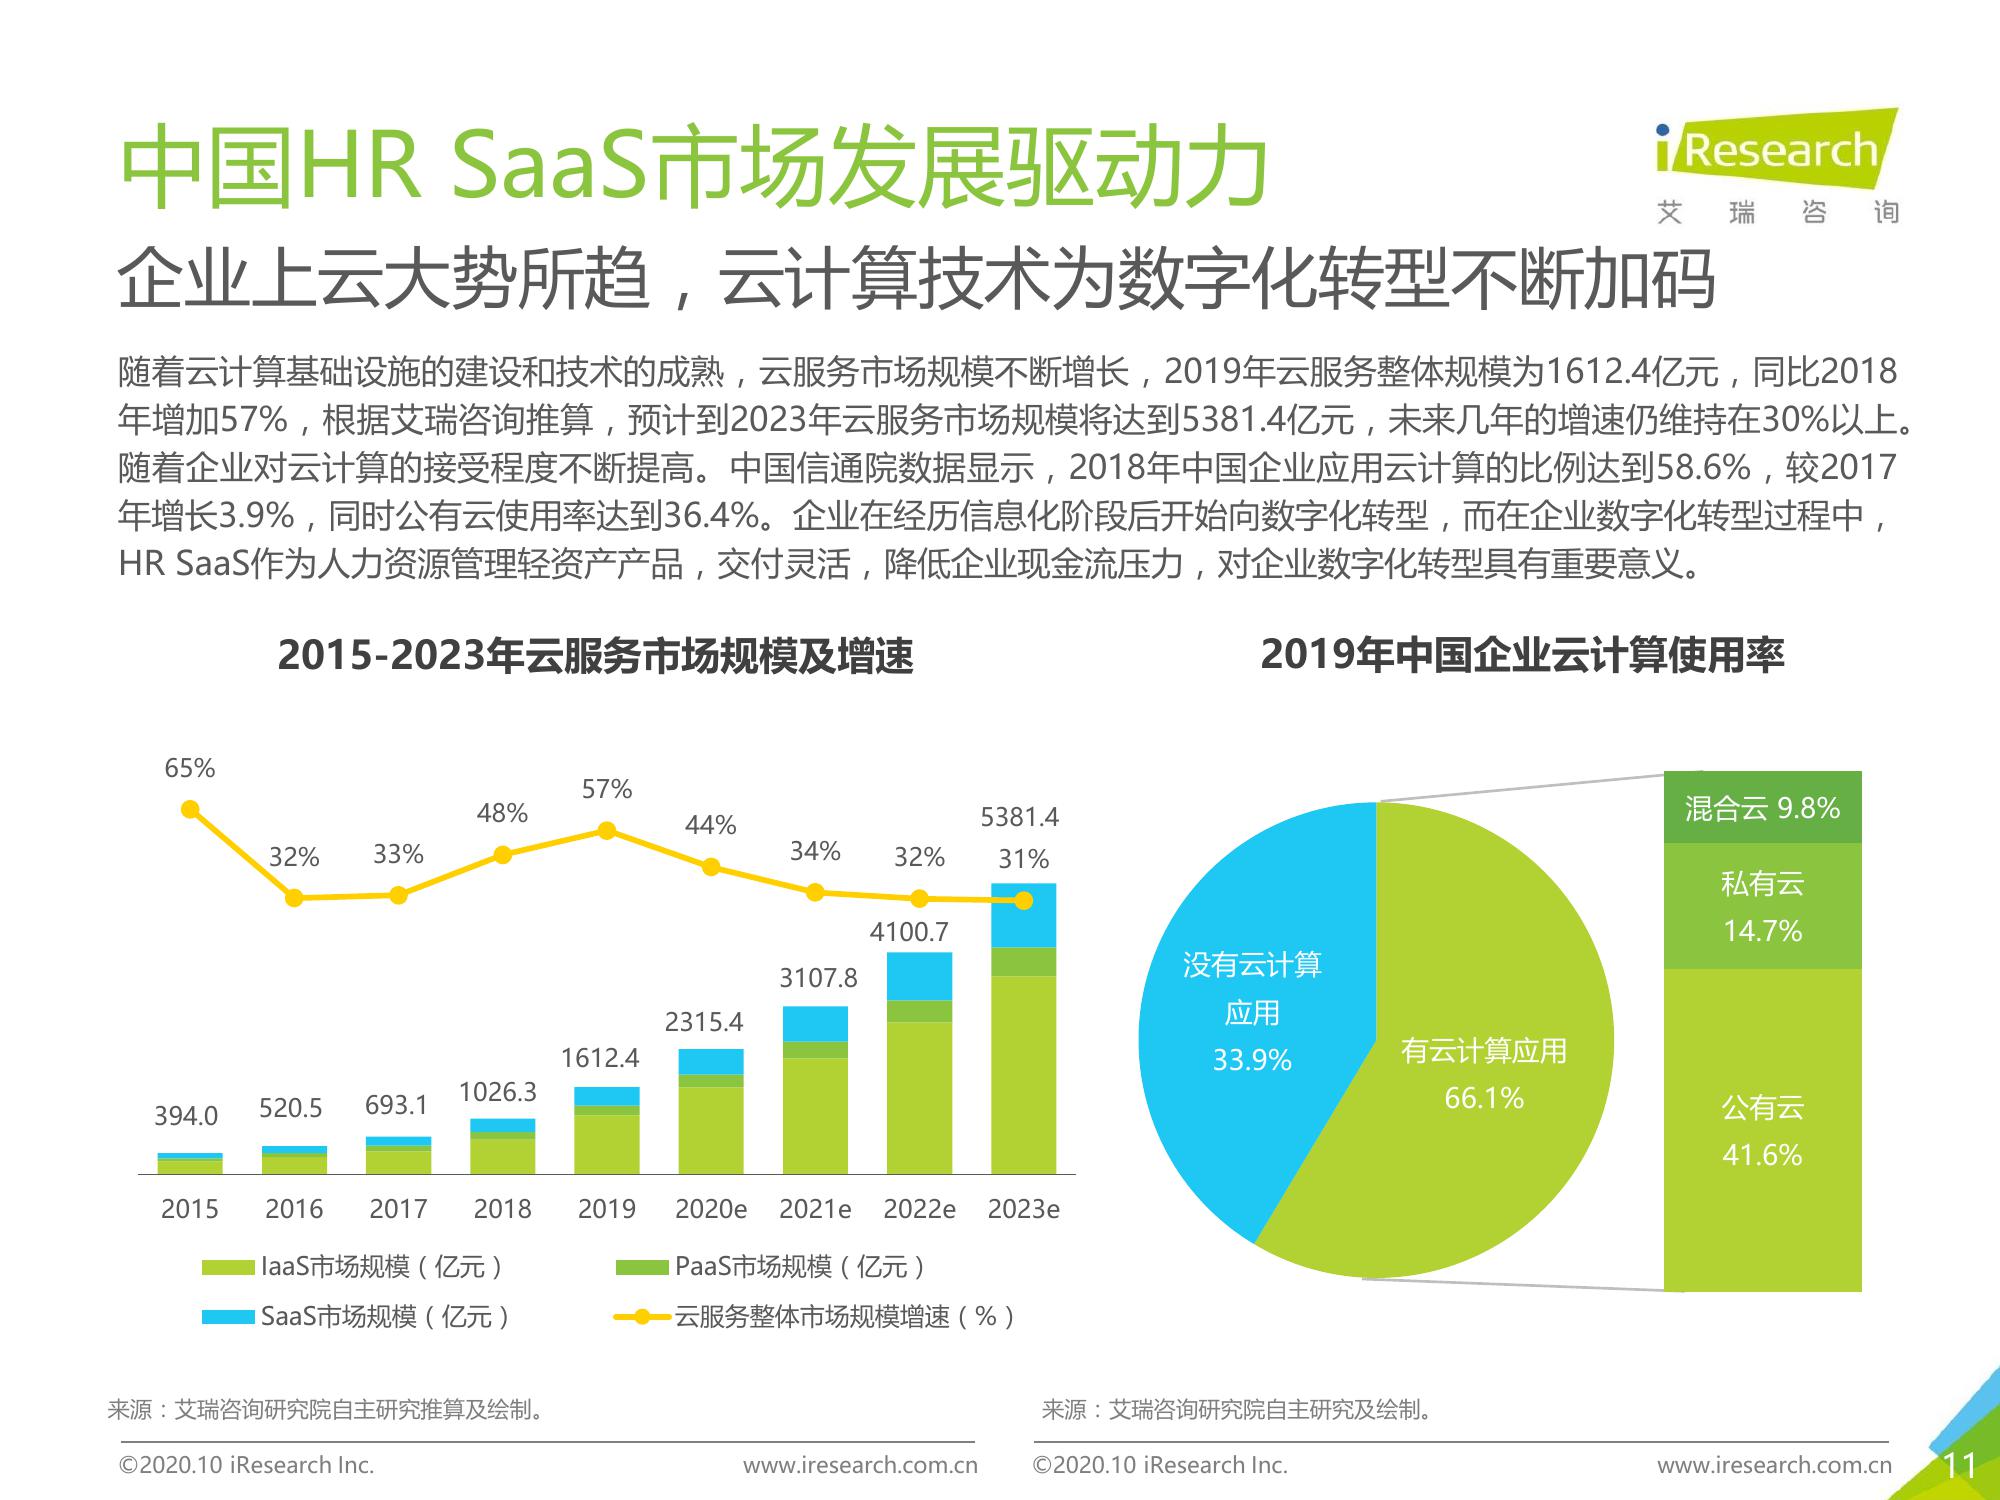 中国HR SaaS市场发展驱动力
iResearch
艾瑞咨询
企业上云大势所趋，云计算技术为数字化转型不断加码
随着云计算基础设施的建设和技术的成熟，云服务市场规模不断增长，2019年云服务整体规模为1612.4亿元，同比2018
年增加57%，根据艾瑞咨询推算，预计到2023年云服务市场规模将达到5381.4亿元，未来几年的增速仍维持在30%以上。
随着企业对云计算的接受程度不断提高。中国信通院数据显示，2018年中国企业应用云计算的比例达到58.6%，较2017
年增长3.9%，同时公有云使用率达到36.4%。企业在经历信息化阶段后开始向数字化转型，而在企业数字化转型过程中，
HR SaaS作为人力资源管理轻资产产品，交付灵活，降低企业现金流压力，对企业数字化转型具有重要意义。
2015-2023年云服务市场规模及增速
65%
32%
33%
48%
57%
44%
34%
32%
31%
394.0
520.5
693.1
1026.3
1612.4
2315.4
3107.8
4100.7
5381.4
2015
2016
2017
2018
2019
2020e
2021e
2022e
2023e
IaaS市场规模（亿元）
PaaS市场规模（亿元）
SaaS市场规模（亿元）
云服务整体市场规模增速（%）
2019年中国企业云计算使用率
没有云计算
应用
33.9%
有云计算应用
66.1%
混合云 9.8%
私有云
14.7%
公有云
41.6%
来源：艾瑞咨询研究院自主研究推算及绘制。
来源：艾瑞咨询研究院自主研究及绘制。
©2020.10 iResearch Inc.
www.iresearch.com.cn
©2020.10 iResearch Inc.
www.iresearch.com.cn
11